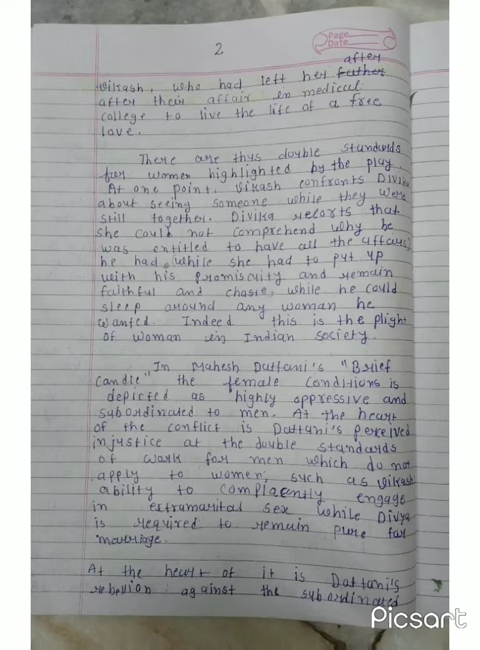 2
Page
Date
after
Vikash, who had left her father
after their affair in medical
college to live the life of a free
love.
There are thys double standards
for women highlighted by the play.
At one point, Vikash confronts Divya
about seeing someone while they were
still together. Divika recorts that
she could not comprehend why he
was entitled to have all the affairs
he had, while she had to put up
with his promiscuity and remain
faithful and chaste, while he could
sleep around any woman he
wanted. Indeed this is the plight
of woman in Indian society.
In Mahesh Dattani's "Brief
Candle" the female conditions is
depicted as highly oppressive and
subordinated to men. At the heart
of the conflict is Dattani's perceived
injustice at the double standards
of work for men which do not
apply to women, such as Vikash
ability to complacently engage
in extramarital sex while Divya
is required to remain pure for
marriage.
At the heart of it is Dattani's
rebellion against the subordinated
Picsart